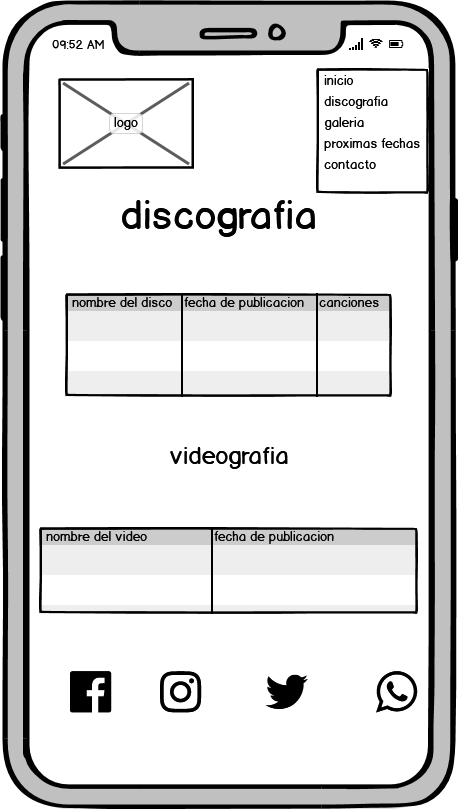 09:52 AM
logo
inicio
discografia
galeria
proximas fechas
contacto
discografia
nombre del disco fecha de publicacion canciones
videografia
nombre del video fecha de publicacion